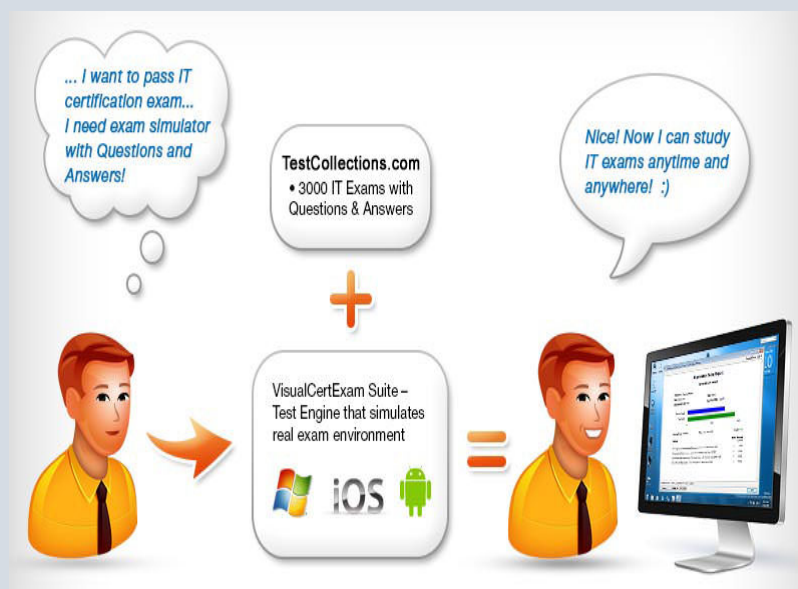 ... I want to pass IT
certification exam...
I need exam simulator
with Questions and
Answers!
TestCollections.com
• 3000 IT Exams with
Questions & Answers
Nice! Now I can study
IT exams anytime and
anywhere! :)
VisualCertExam Suite –
Test Engine that simulates
real exam environment
iOS